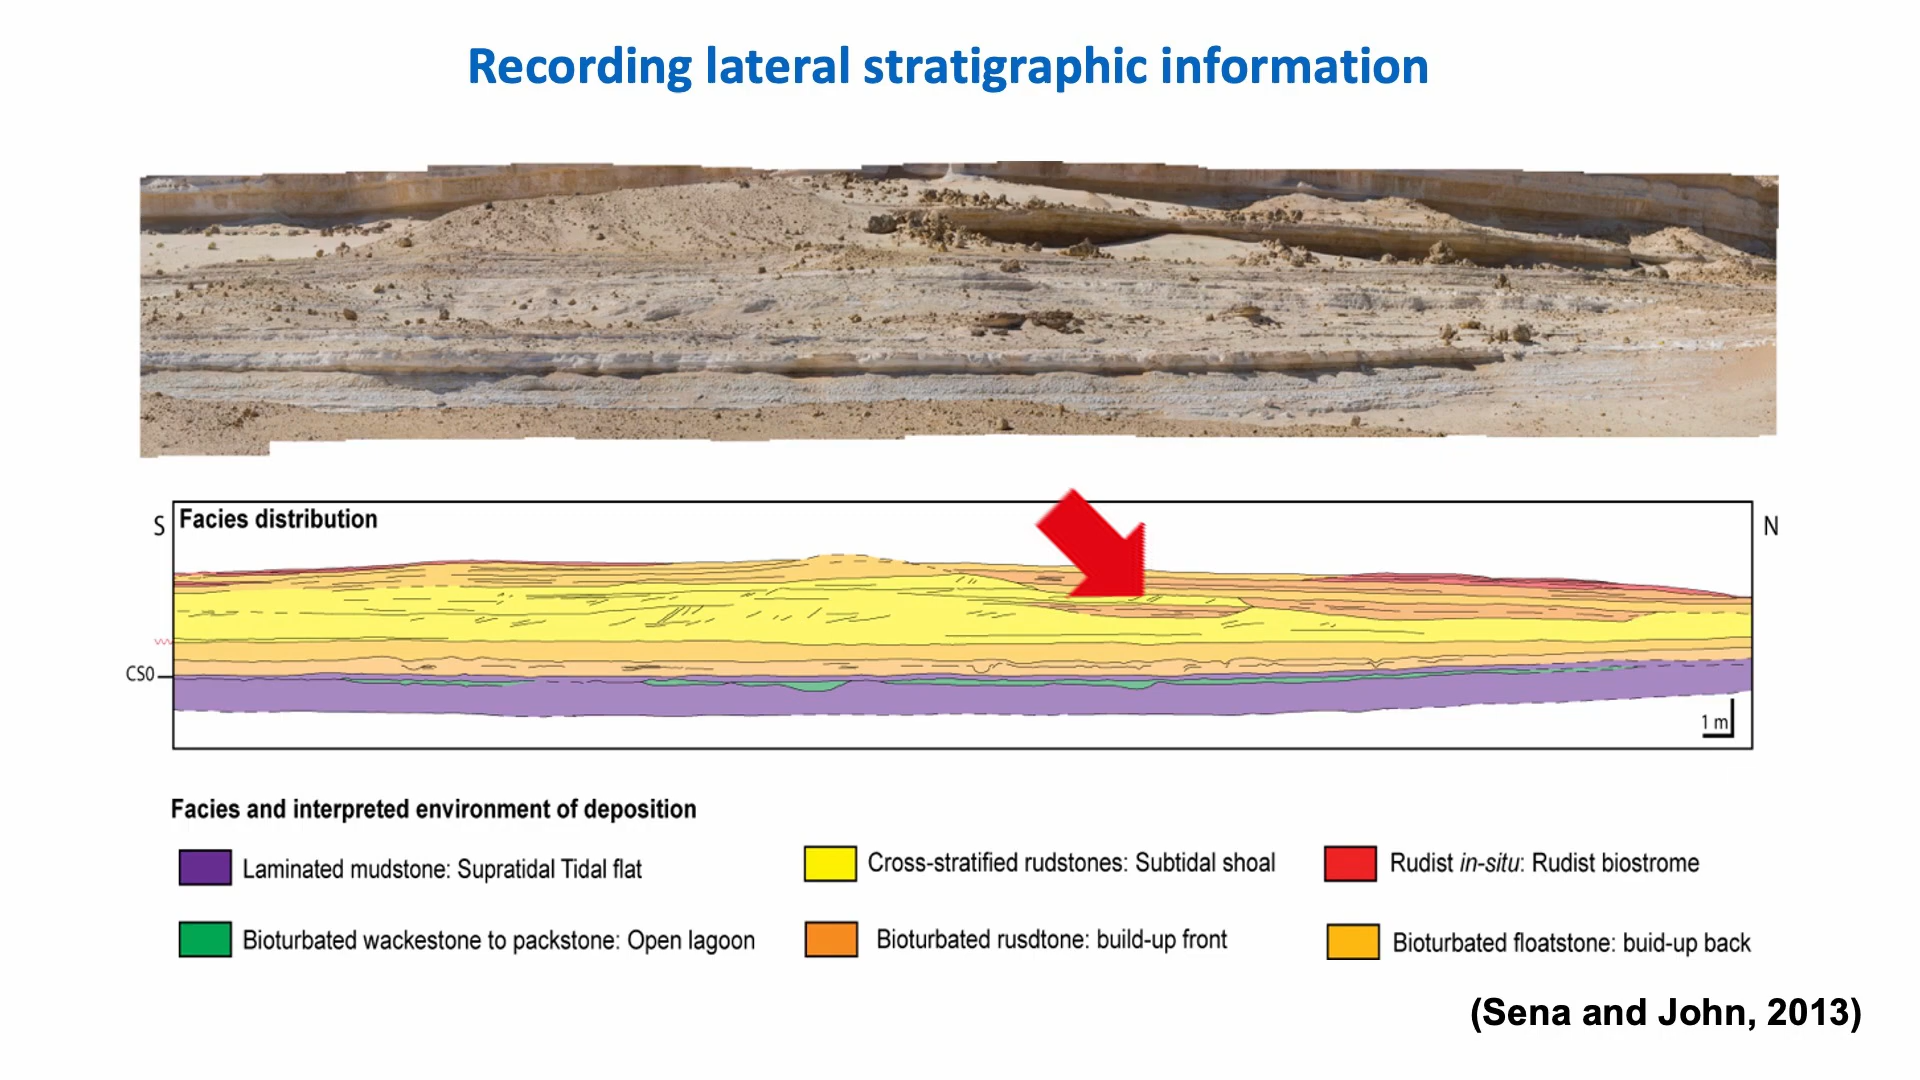 Recording lateral stratigraphic information
S
Facies distribution
N
CS0
1 m
Facies and interpreted environment of deposition
Laminated mudstone: Supratidal Tidal flat
Cross-stratified rudstones: Subtidal shoal
Rudist in-situ: Rudist biostrome
Bioturbated wackestone to packstone: Open lagoon
Bioturbated rusdtone: build-up front
Bioturbated floatstone: buid-up back
(Sena and John, 2013)